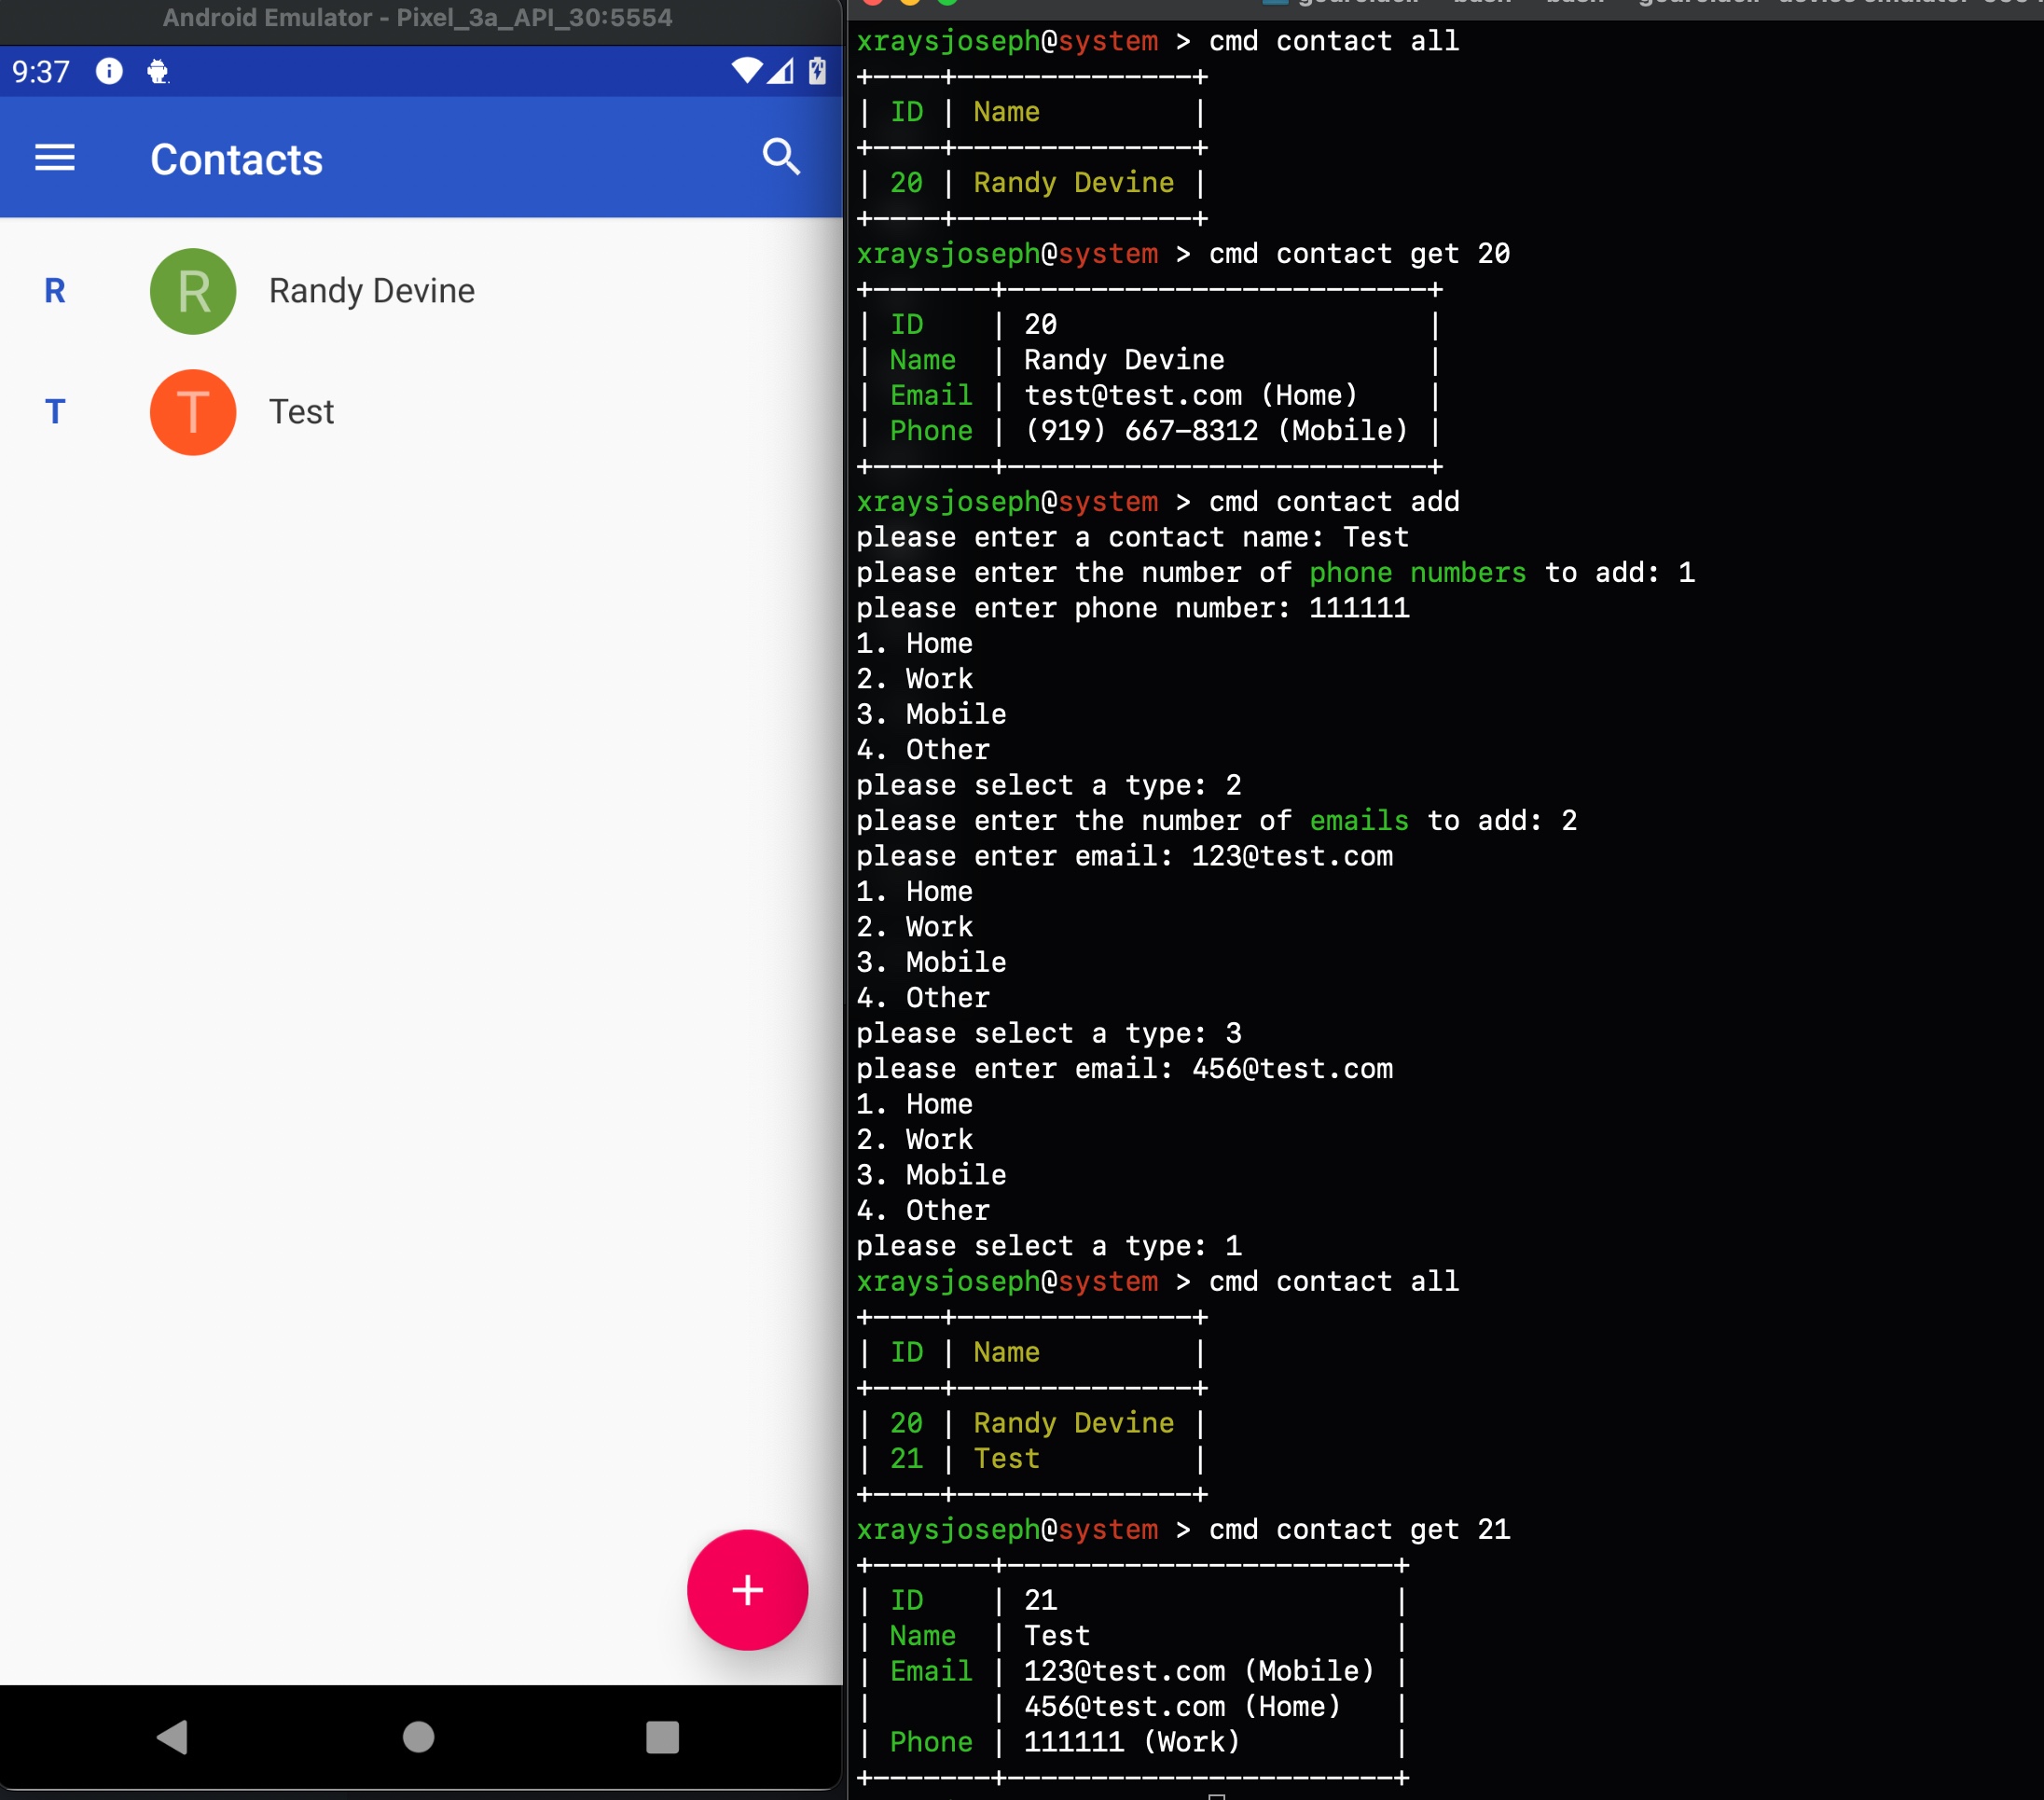 Android Emulator - Pixel_3a_API_30:5554
9:37
Contacts
R R Randy Devine
T T Test
xraysjoseph@system > cmd contact all
+----+--------------+
| ID | Name         |
+----+--------------+
| 20 | Randy Devine |
+----+--------------+
xraysjoseph@system > cmd contact get 20
+-------+-------------------------+
| ID    | 20                      |
| Name  | Randy Devine            |
| Email | test@test.com (Home)    |
| Phone | (919) 667-8312 (Mobile) |
+-------+-------------------------+
xraysjoseph@system > cmd contact add
please enter a contact name: Test
please enter the number of phone numbers to add: 1
please enter phone number: 111111
1. Home
2. Work
3. Mobile
4. Other
please select a type: 2
please enter the number of emails to add: 2
please enter email: 123@test.com
1. Home
2. Work
3. Mobile
4. Other
please select a type: 3
please enter email: 456@test.com
1. Home
2. Work
3. Mobile
4. Other
please select a type: 1
xraysjoseph@system > cmd contact all
+----+--------------+
| ID | Name         |
+----+--------------+
| 20 | Randy Devine |
| 21 | Test         |
+----+--------------+
xraysjoseph@system > cmd contact get 21
+-------+-----------------------+
| ID    | 21                    |
| Name  | Test                  |
| Email | 123@test.com (Mobile) |
|       | 456@test.com (Home)   |
| Phone | 111111 (Work)         |
+-------+-----------------------+